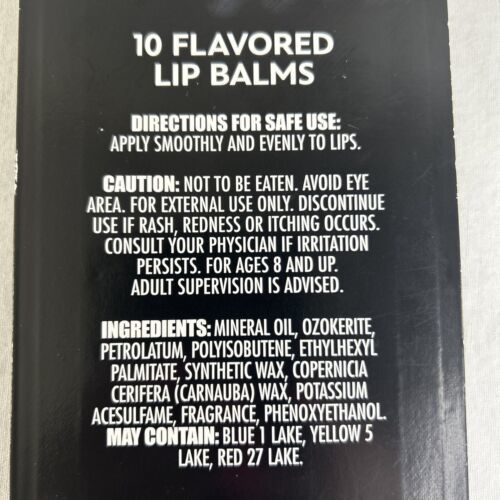 10 FLAVORED
LIP BALMS
DIRECTIONS FOR SAFE USE:
APPLY SMOOTHLY AND EVENLY TO LIPS.
CAUTION: NOT TO BE EATEN. AVOID EYE
AREA. FOR EXTERNAL USE ONLY. DISCONTINUE
USE IF RASH, REDNESS OR ITCHING OCCURS.
CONSULT YOUR PHYSICIAN IF IRRITATION
PERSISTS. FOR AGES 8 AND UP.
ADULT SUPERVISION IS ADVISED.
INGREDIENTS: MINERAL OIL, OZOKERITE,
PETROLATUM, POLYISOBUTENE, ETHYLHEXYL
PALMITATE, SYNTHETIC WAX, COPERNICIA
CERIFERA (CARNAUBA) WAX, POTASSIUM
ACESULFAME, FRAGRANCE, PHENOXYETHANOL.
MAY CONTAIN: BLUE 1 LAKE, YELLOW 5
LAKE, RED 27 LAKE.